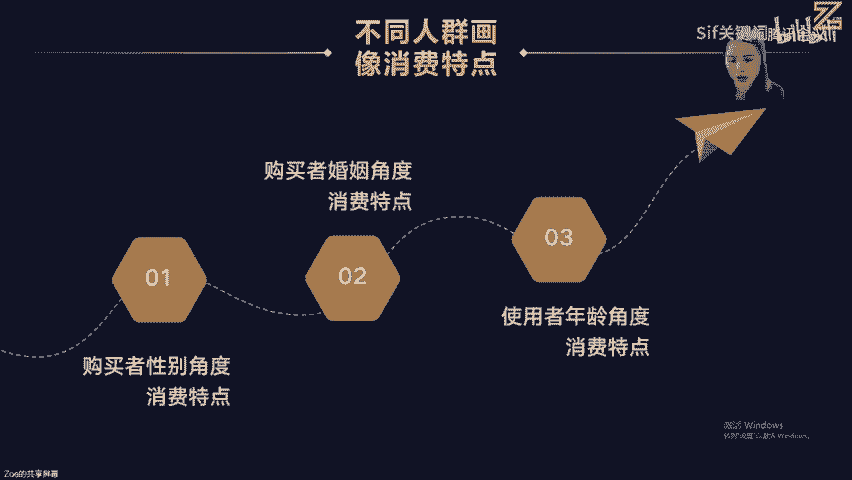 不同人群画
像消费特点
Sif关键词
购买者婚姻角度
消费特点
01
02
03
使用者年龄角度
消费特点
购买者性别角度
消费特点
激活 Windows
Zoe的共享屏幕